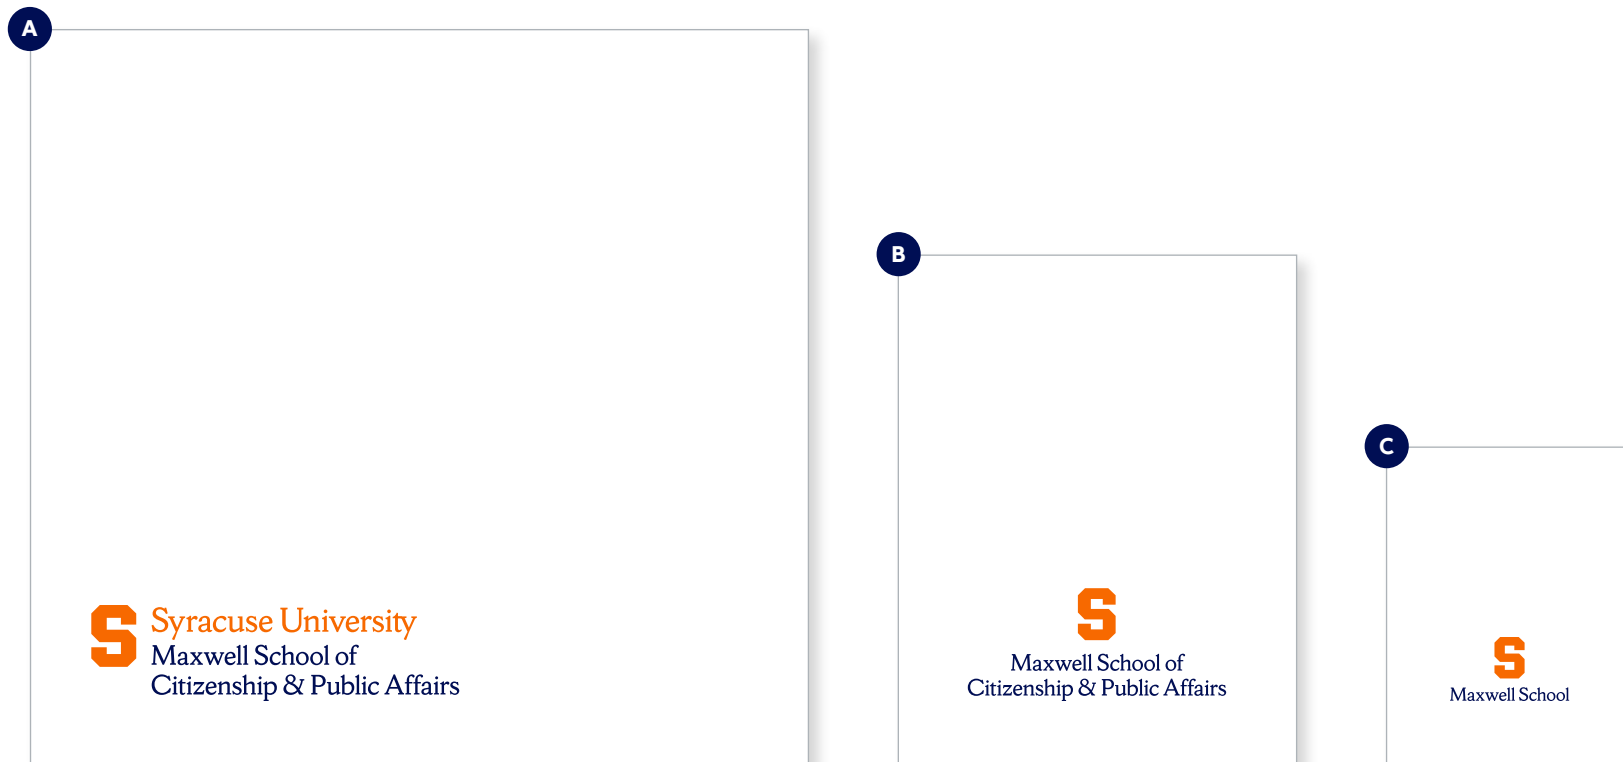 A
S Syracuse University
Maxwell School of
Citizenship & Public Affairs
B
S
Maxwell School of
Citizenship & Public Affairs
C
S
Maxwell School